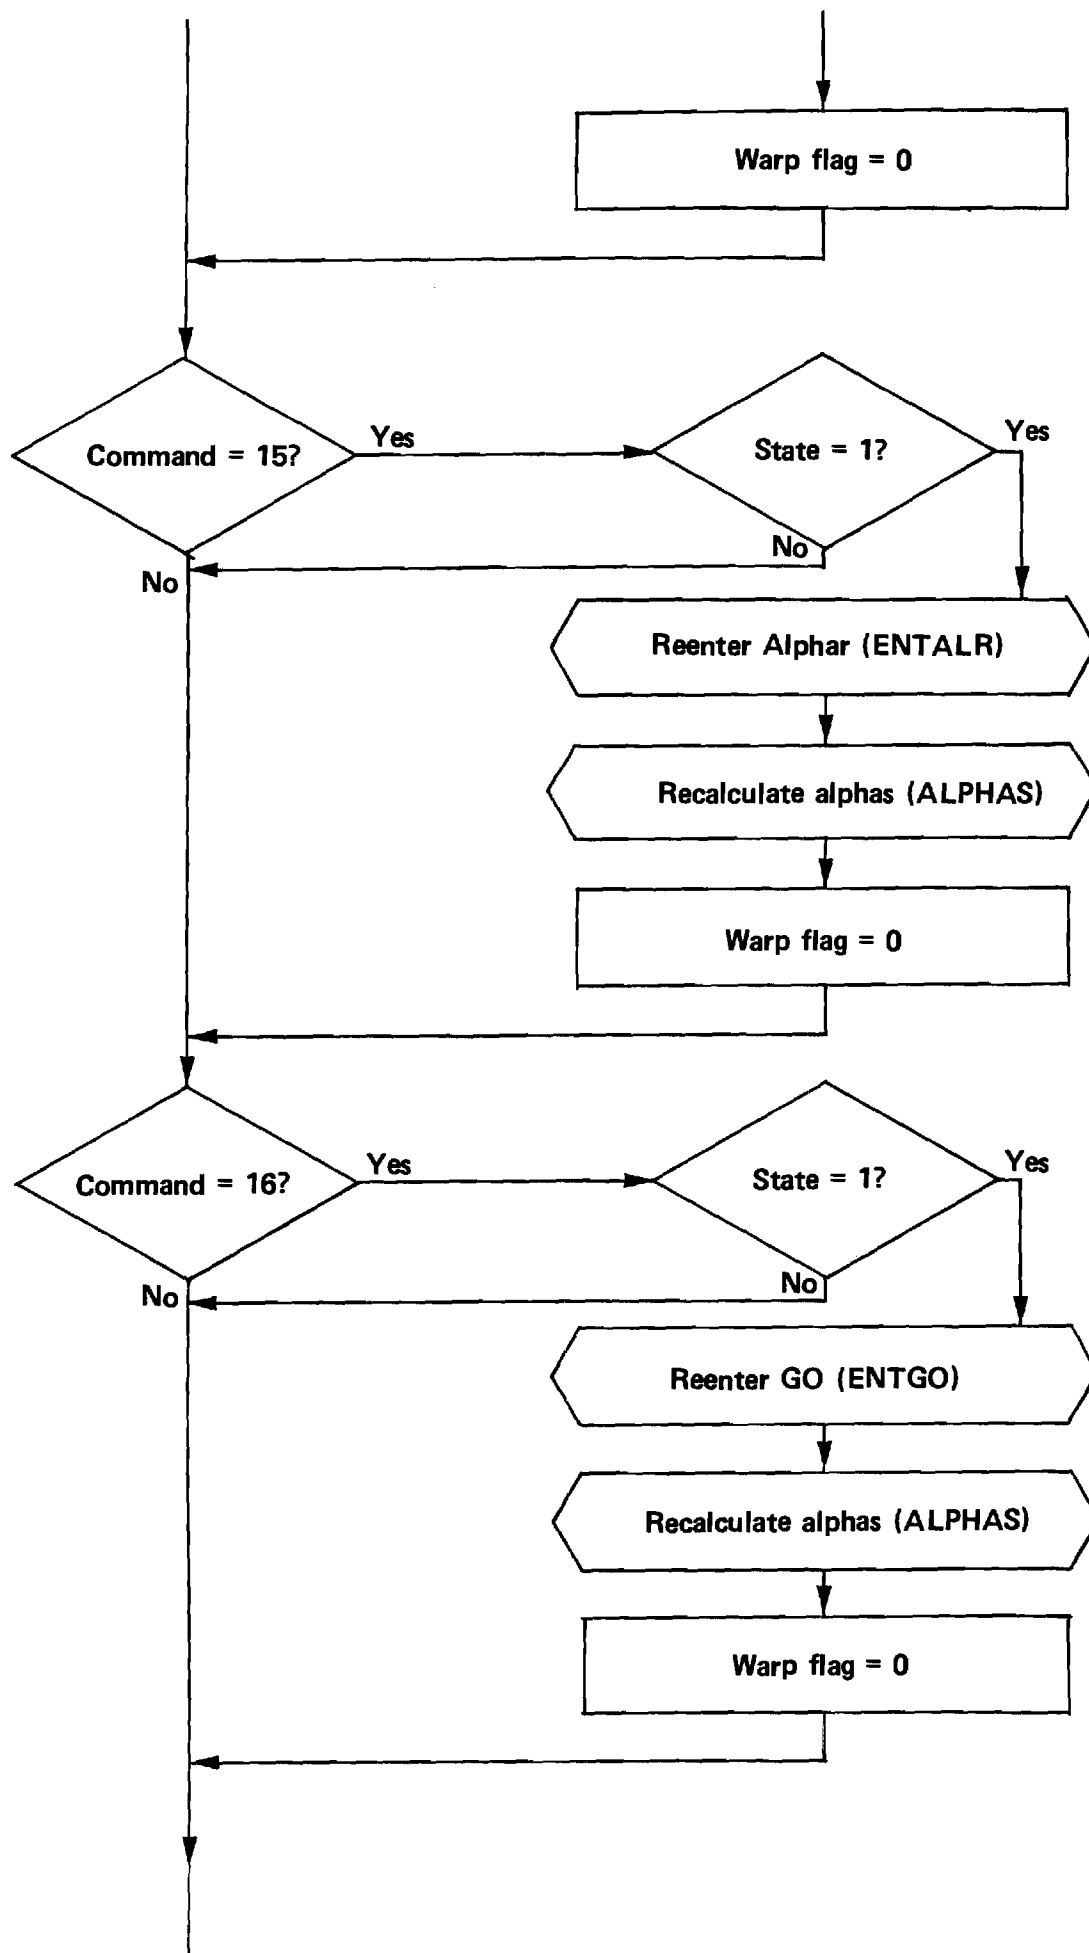 Warp flag = 0
Command = 15?
Yes
State = 1?
Yes
No
No
Reenter Alphar (ENTALR)
Recalculate alphas (ALPHAS)
Warp flag = 0
Command = 16?
Yes
State = 1?
Yes
No
No
Reenter GO (ENTGO)
Recalculate alphas (ALPHAS)
Warp flag = 0